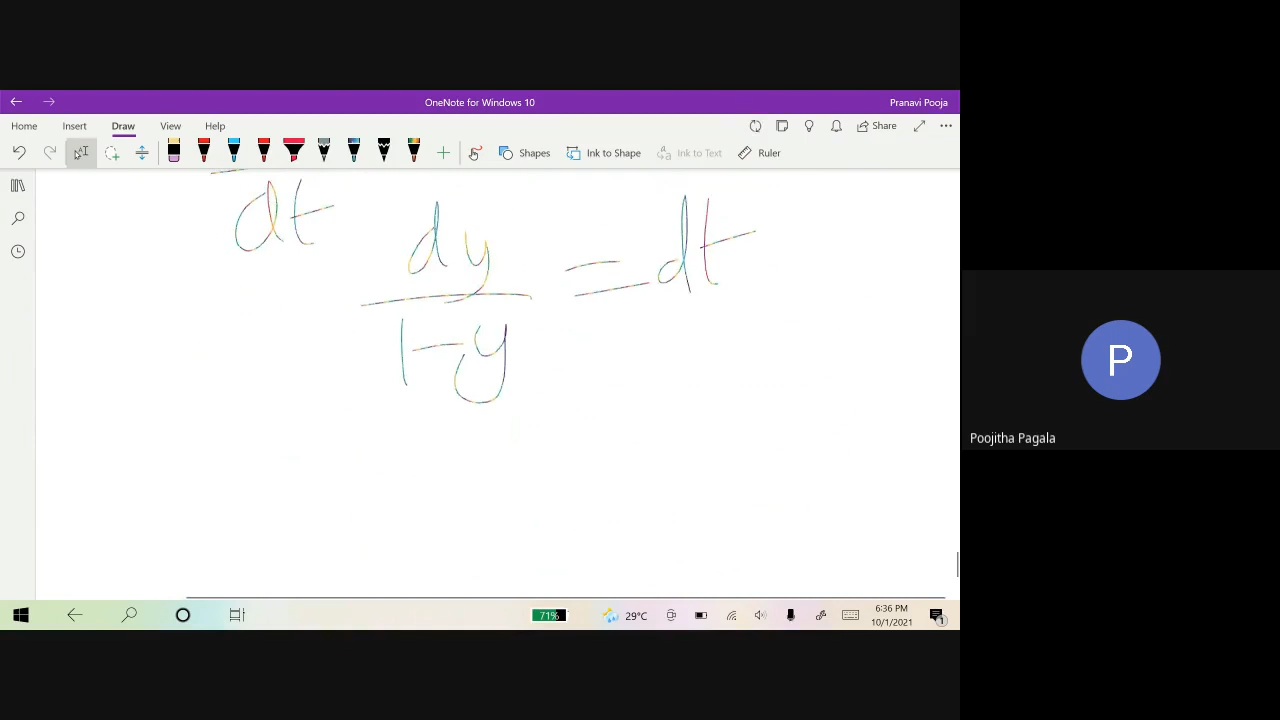 OneNote for Windows 10
Pranavi Pooja
Home Insert Draw View Help
Share
Shapes Ink to Shape Ink to Text Ruler
dt
dy = dt
1-y
P
Poojitha Pagala
71%
29°C
6:36 PM
10/1/2021
1